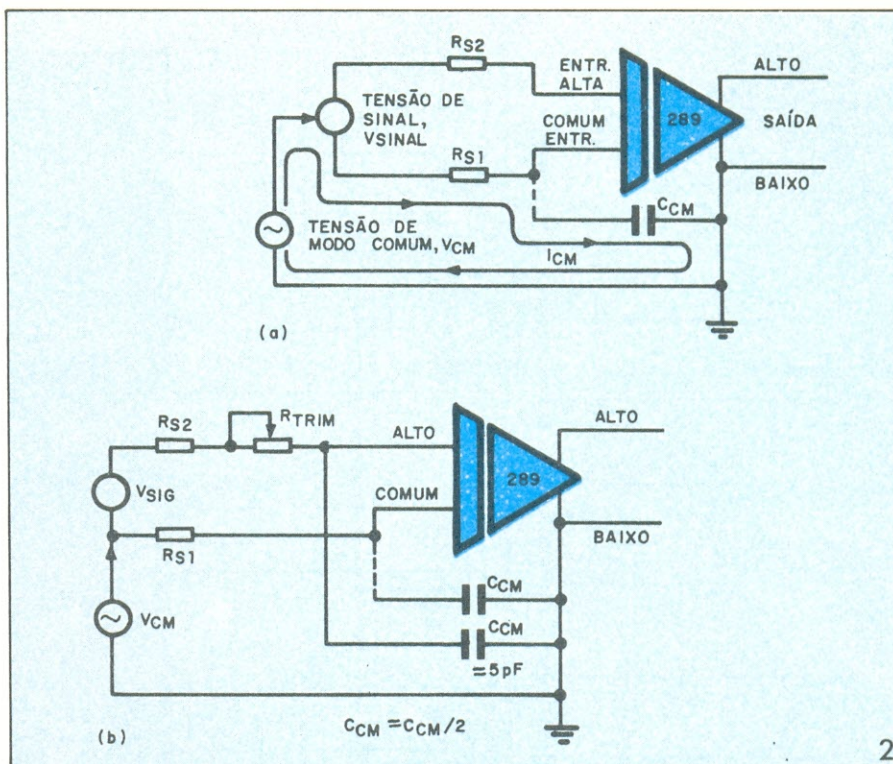 RS2
ENTR.
ALTA
ALTO
TENSÃO DE
SINAL,
VSINAL
289
SAÍDA
COMUM
ENTR.
RS1
BAIXO
CCM
TENSÃO DE
MODO COMUM, VCM
ICM
(a)
RS2
RTRIM
ALTO
ALTO
289
VSIG
COMUM
BAIXO
RS1
CCM
VCM
CCM
=5pF
(b)
CCM = CCM/2
2